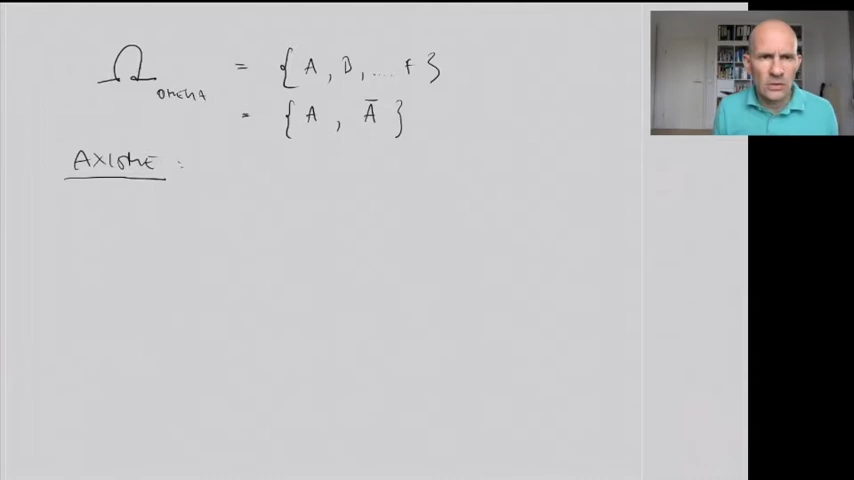 Ω = { A , B , .... F }
OMEGA
= { A , Ā }
AXIOME :